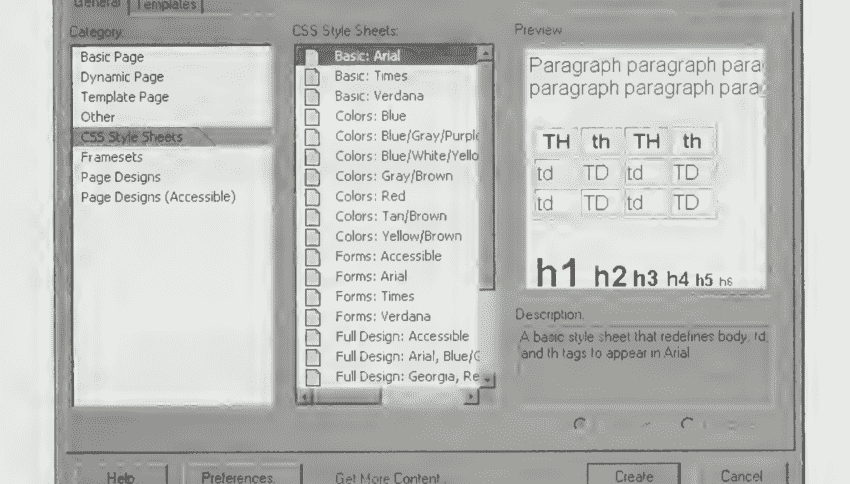 General
Templates
Category:
Basic Page
Dynamic Page
Template Page
Other
CSS Style Sheets
Framesets
Page Designs
Page Designs (Accessible)
CSS Style Sheets:
Basic: Arial
Basic: Times
Basic: Verdana
Colors: Blue
Colors: Blue/Gray/Purple
Colors: Blue/White/Yello
Colors: Gray/Brown
Colors: Red
Colors: Tan/Brown
Colors: Yellow/Brown
Forms: Accessible
Forms: Arial
Forms: Times
Forms: Verdana
Full Design: Accessible
Full Design: Arial, Blue/G
Full Design: Georgia, Re
Preview:
Paragraph paragraph para
paragraph paragraph para
TH th TH th
td TD td TD
td TD td TD
h1 h2 h3 h4 h5 h6
Description:
A basic style sheet that redefines body, td,
and th tags to appear in Arial
Help
Preferences...
Get More Content...
Create
Cancel